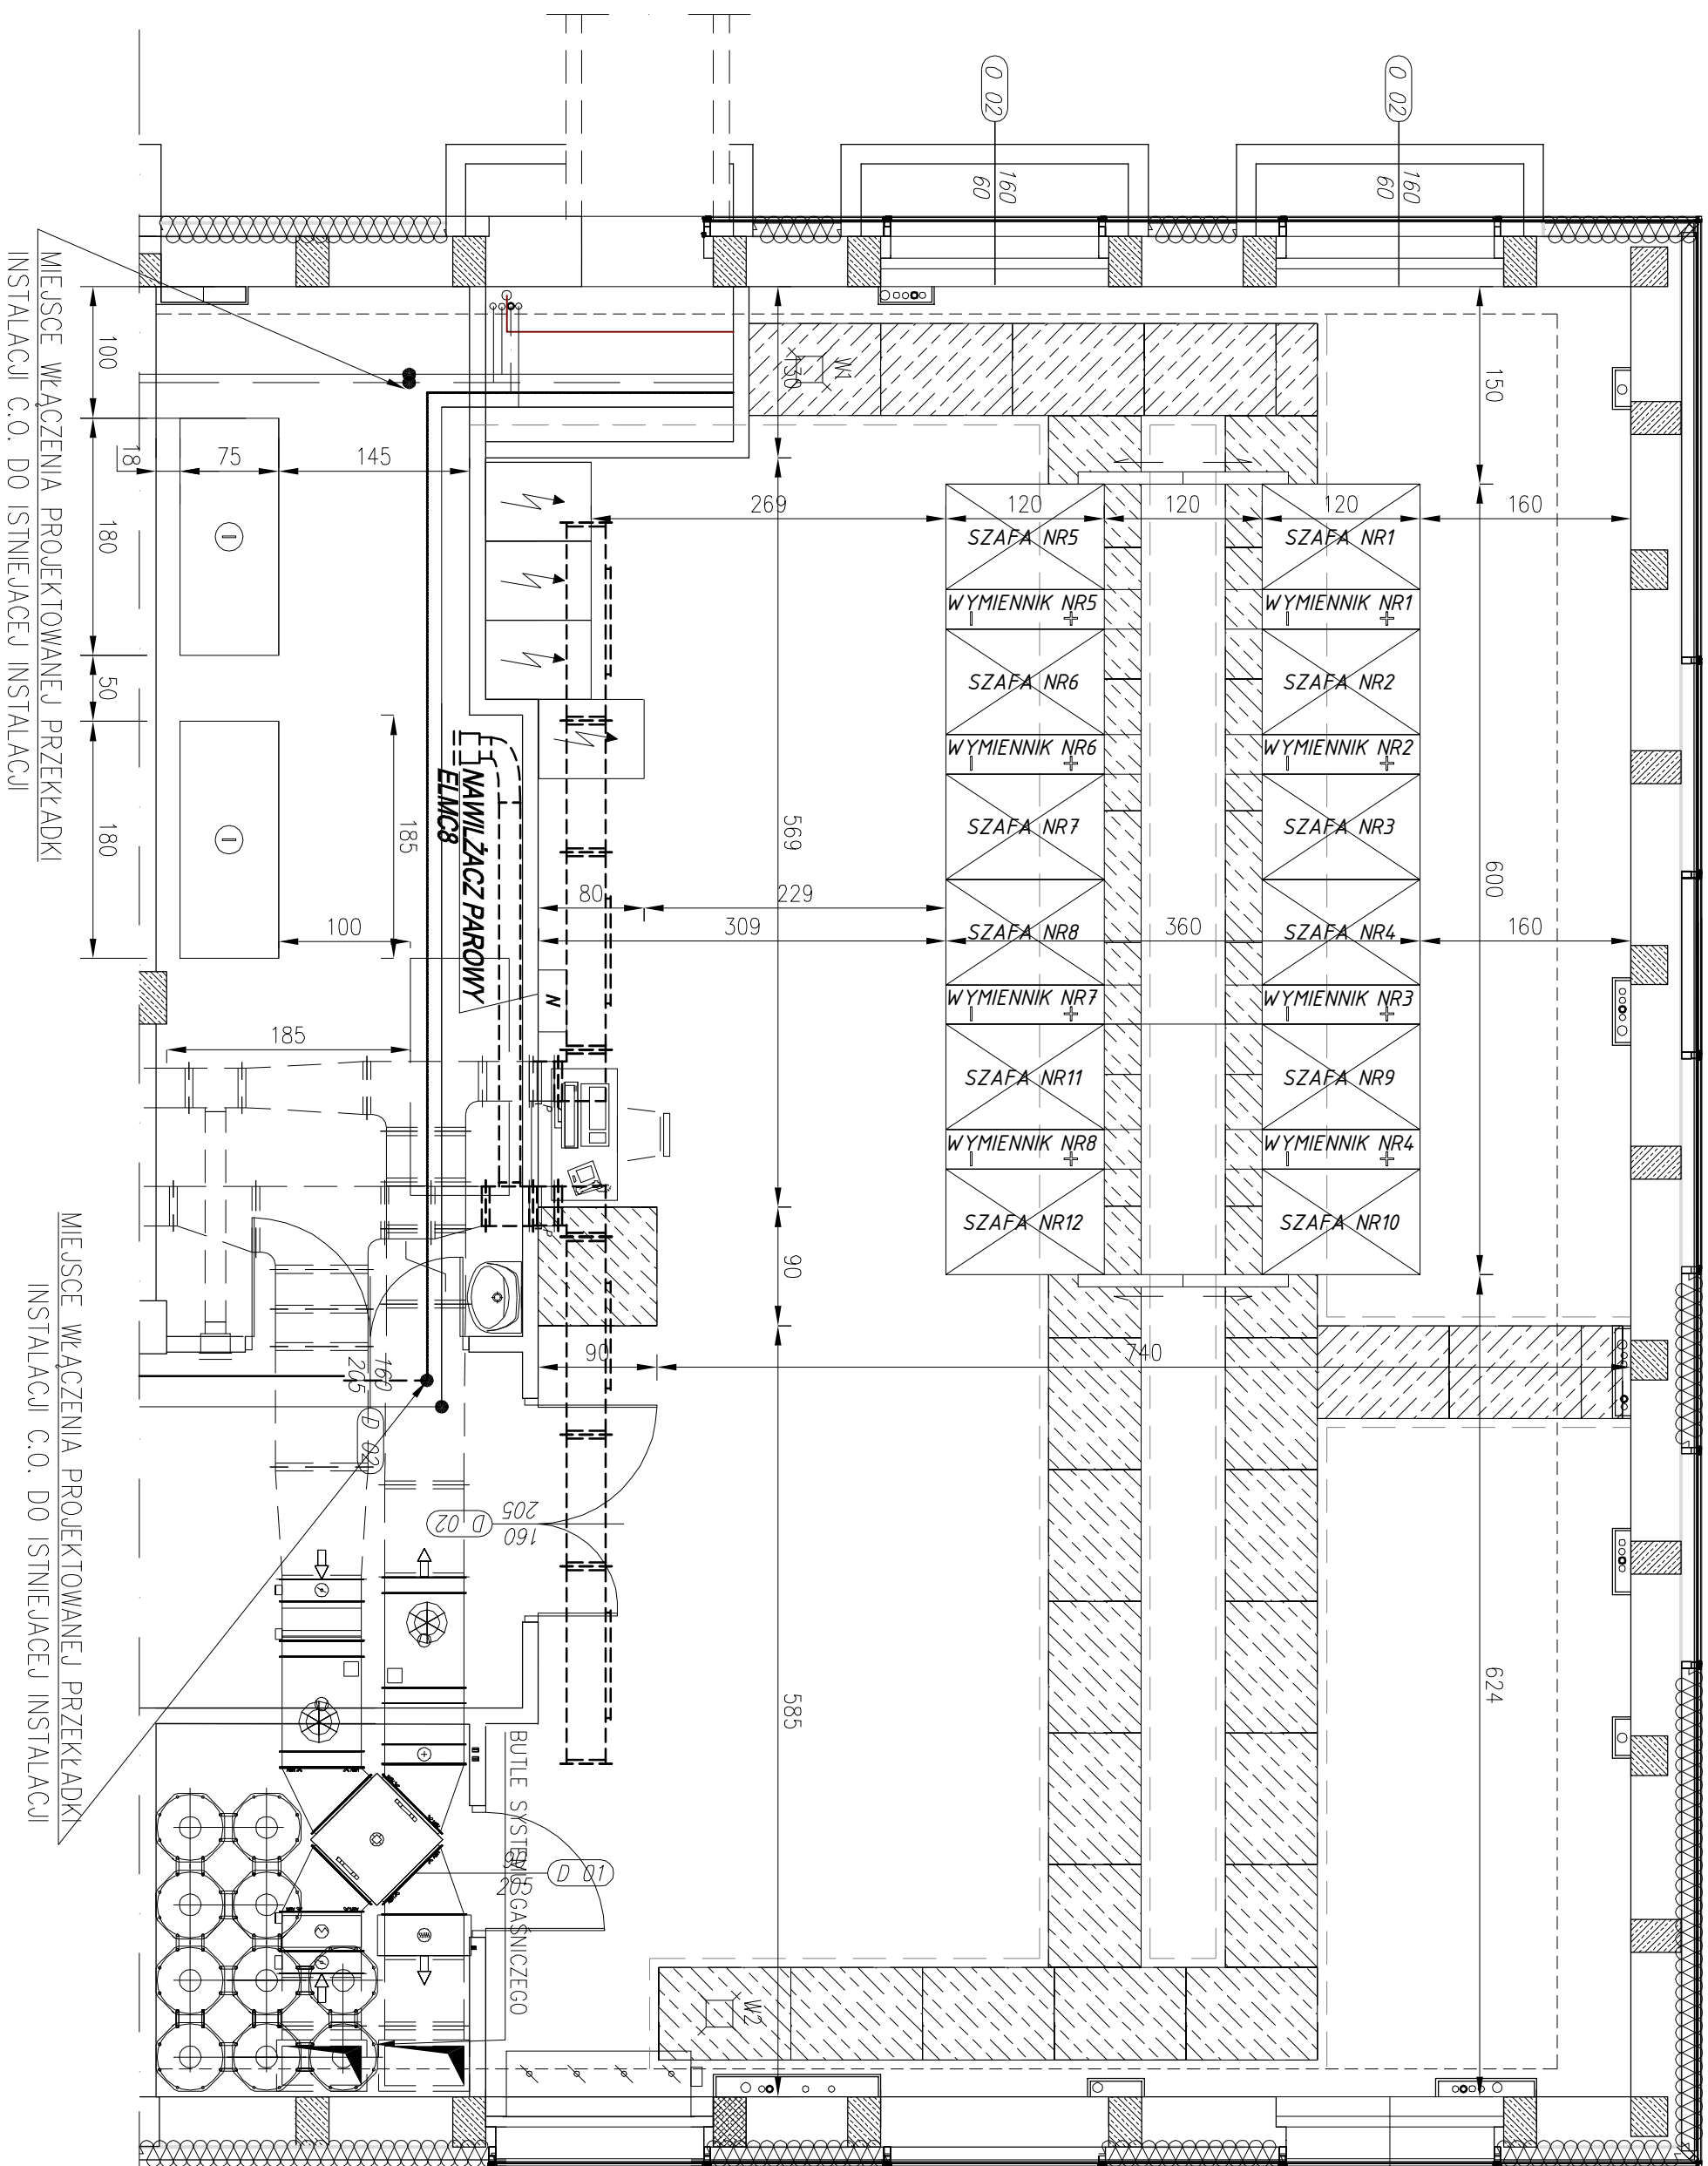 O 02
O 02
160
60
160
60
W1
130
150
100
18
75
145
180
269
120
120
120
160
SZAFA NR5
SZAFA NR1
WYMIENNIK NR5
WYMIENNIK NR1
SZAFA NR6
SZAFA NR2
WYMIENNIK NR6
WYMIENNIK NR2
50
SZAFA NR7
SZAFA NR3
180
185
569
600
80
229
100
309
SZAFA NR8
360
SZAFA NR4
160
NAWILŻACZ PAROWY
ELMC8
N
WYMIENNIK NR7
WYMIENNIK NR3
185
SZAFA NR11
SZAFA NR9
WYMIENNIK NR8
WYMIENNIK NR4
SZAFA NR12
SZAFA NR10
90
90
740
160
205
D 02
D 02
160
205
624
585
BUTLE SYSTEMU GAŚNICZEGO
90
205
D 01
W2
MIEJSCE WŁĄCZENIA PROJEKTOWANEJ PRZEKŁADKI
INSTALACJI C.O. DO ISTNIEJACEJ INSTALACJI
MIEJSCE WŁĄCZENIA PROJEKTOWANEJ PRZEKŁADKI
INSTALACJI C.O. DO ISTNIEJACEJ INSTALACJI